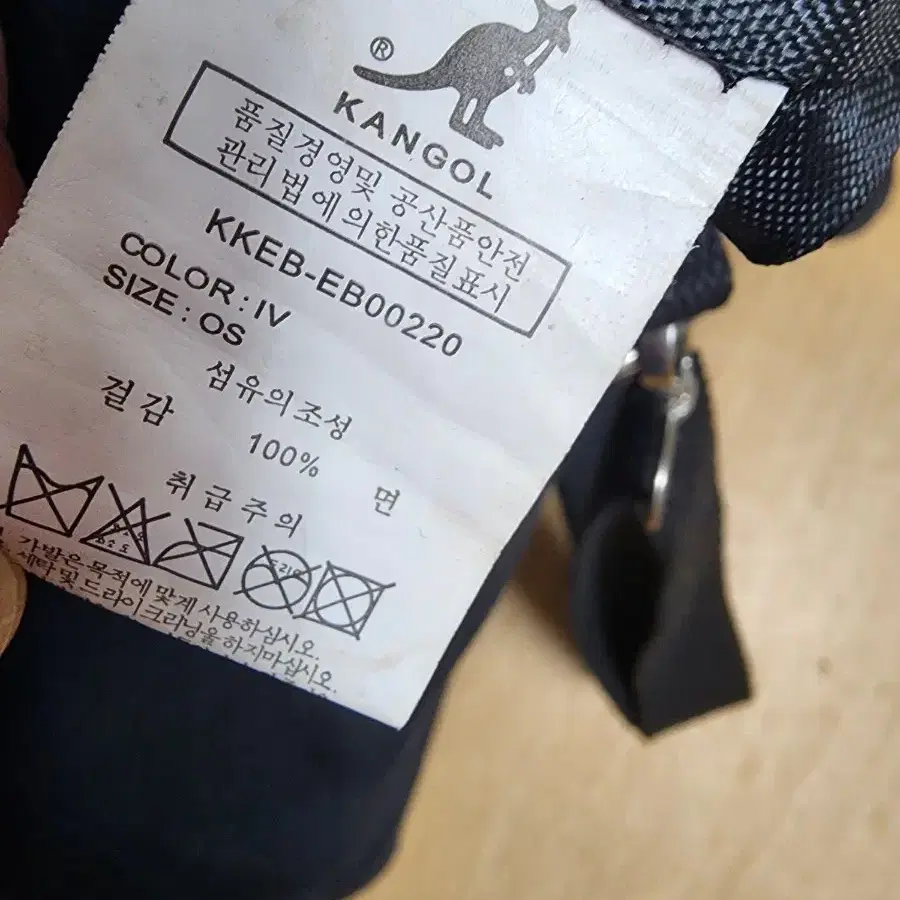 ®
KANGOL
품질경영및 공산품안전
관리법에의한품질표시
KKEB-EB00220
COLOR : IV
SIZE : OS
섬유의조성
겉감 100% 면
취급주의
가방은 목적에 맞게 사용하십시오.
세탁 및 드라이크리닝을 하지마십시오.